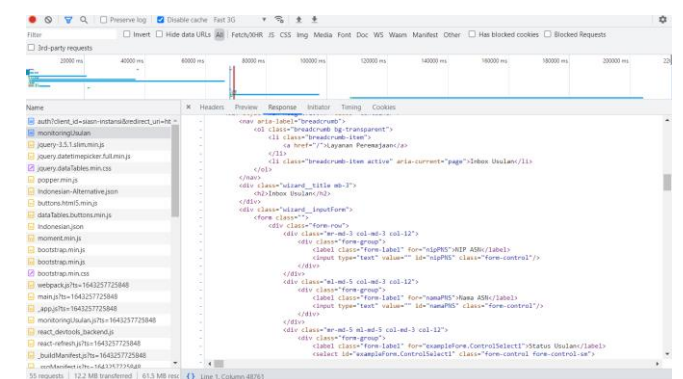 Preserve log Disable cache Fast 3G
Filter Invert Hide data URLs All Fetch/XHR JS CSS Img Media Font Doc WS Wasm Manifest Other Has blocked cookies Blocked Requests
3rd-party requests
20000 ms 40000 ms 60000 ms 80000 ms 100000 ms 120000 ms 140000 ms 160000 ms 180000 ms 200000 ms 220
Name
× Headers Preview Response Initiator Timing Cookies
auth?client_id=siasn-instansi&redirect_uri=ht
monitoringUsulan
jquery-3.5.1.slim.min.js
jquery.datetimepicker.full.min.js
jquery.dataTables.min.css
popper.min.js
Indonesian-Alternative.json
buttons.html5.min.js
dataTables.buttons.min.js
Indonesian.json
moment.min.js
bootstrap.min.js
bootstrap.min.js
bootstrap.min.css
webpack.js?ts=1643257725848
main.js?ts=1643257725848
_app.js?ts=1643257725848
monitoringUsulan.js?ts=1643257725848
react_devtools_backend.js
react-refresh.js?ts=1643257725848
_buildManifest.js?ts=1643257725848
_ssgManifest.js?ts=1643257725848
<nav aria-label="breadcrumb">
<ol class="breadcrumb bg-transparent">
<li class="breadcrumb-item">
<a href="/">Layanan Peremajaan</a>
</li>
<li class="breadcrumb-item active" aria-current="page">Inbox Usulan</li>
</ol>
</nav>
<div class="wizard__title mb-3">
<h2>Inbox Usulan</h2>
</div>
<div class="wizard__inputForm">
<form class="">
<div class="form-row">
<div class="mr-md-3 col-md-3 col-12">
<div class="form-group">
<label class="form-label" for="nipPNS">NIP ASN</label>
<input type="text" value="" id="nipPNS" class="form-control"/>
</div>
</div>
<div class="ml-md-5 col-md-3 col-12">
<div class="form-group">
<label class="form-label" for="namaPNS">Nama ASN</label>
<input type="text" value="" id="namaPNS" class="form-control"/>
</div>
</div>
<div class="mr-md-5 ml-md-5 col-md-3 col-12">
<div class="form-group">
<label class="form-label" for="exampleForm.ControlSelect1">Status Usulan</label>
<select id="exampleForm.ControlSelect1" class="form-control form-control-sm">
55 requests 12.2 MB transferred 61.5 MB resc
{} Line 1, Column 48761